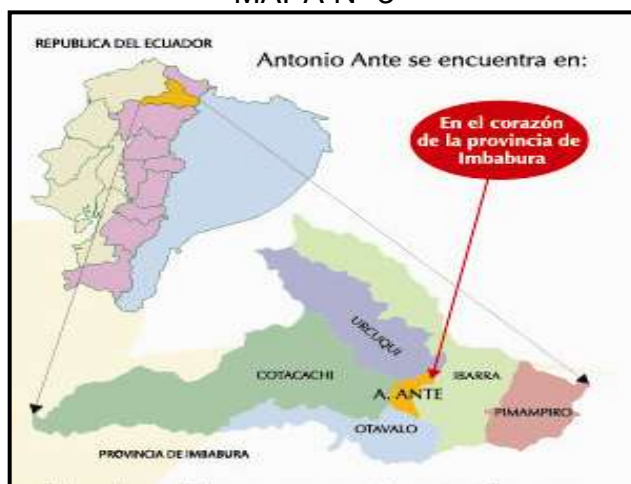 REPUBLICA DEL ECUADOR
Antonio Ante se encuentra en:
En el corazón
de la provincia de
Imbabura
URCUQUI
COTACACHI
IBARRA
A. ANTE
PIMAMPIRO
OTAVALO
PROVINCIA DE IMBABURA